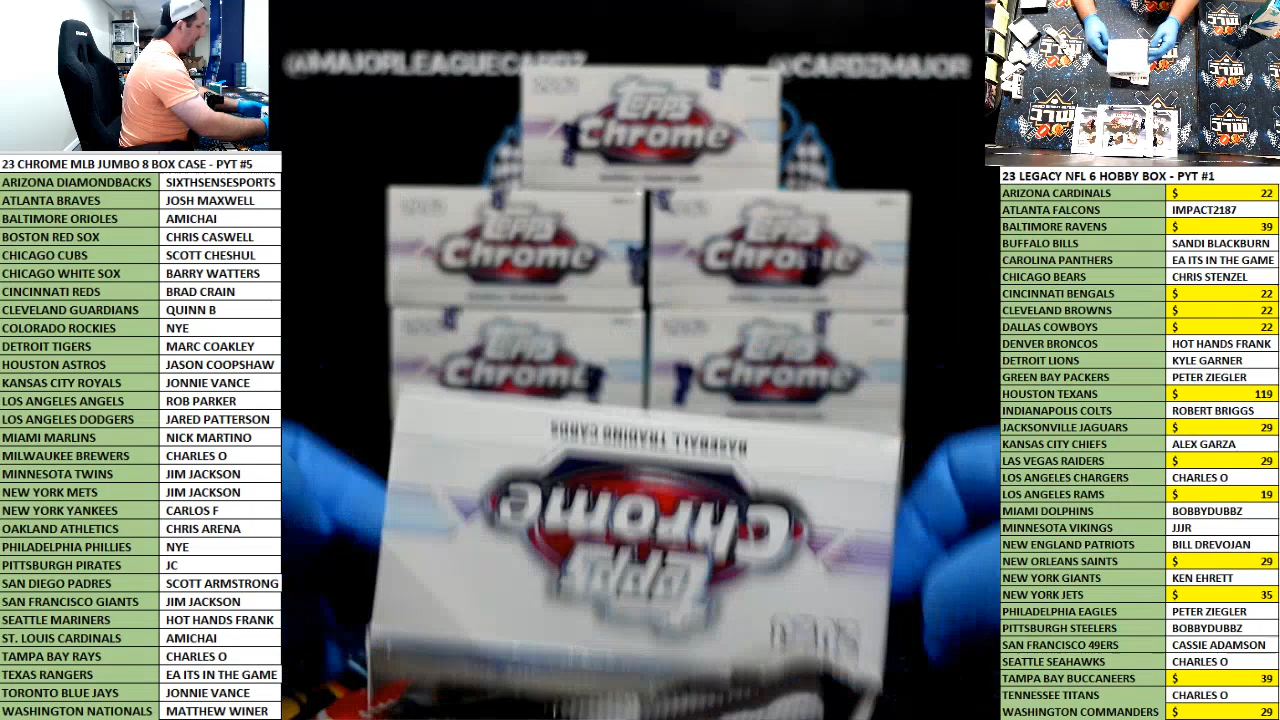 @MAJORLEAGUECARDZ
@CARDZMAJOR
23 CHROME MLB JUMBO 8 BOX CASE - PYT #5
ARIZONA DIAMONDBACKS SIXTHSENSESPORTS
ATLANTA BRAVES JOSH MAXWELL
BALTIMORE ORIOLES AMICHAI
BOSTON RED SOX CHRIS CASWELL
CHICAGO CUBS SCOTT CHESHUL
CHICAGO WHITE SOX BARRY WATTERS
CINCINNATI REDS BRAD CRAIN
CLEVELAND GUARDIANS QUINN B
COLORADO ROCKIES NYE
DETROIT TIGERS MARC COAKLEY
HOUSTON ASTROS JASON COOPSHAW
KANSAS CITY ROYALS JONNIE VANCE
LOS ANGELES ANGELS ROB PARKER
LOS ANGELES DODGERS JARED PATTERSON
MIAMI MARLINS NICK MARTINO
MILWAUKEE BREWERS CHARLES O
MINNESOTA TWINS JIM JACKSON
NEW YORK METS JIM JACKSON
NEW YORK YANKEES CARLOS F
OAKLAND ATHLETICS CHRIS ARENA
PHILADELPHIA PHILLIES NYE
PITTSBURGH PIRATES JC
SAN DIEGO PADRES SCOTT ARMSTRONG
SAN FRANCISCO GIANTS JIM JACKSON
SEATTLE MARINERS HOT HANDS FRANK
ST. LOUIS CARDINALS AMICHAI
TAMPA BAY RAYS CHARLES O
TEXAS RANGERS EA ITS IN THE GAME
TORONTO BLUE JAYS JONNIE VANCE
WASHINGTON NATIONALS MATTHEW WINER
Topps
Chrome
Topps
Chrome
Topps
Chrome
Topps
Chrome
Topps
Chrome
BASEBALL TRADING CARDS
Chrome
Topps
23 LEGACY NFL 6 HOBBY BOX - PYT #1
ARIZONA CARDINALS $ 22
ATLANTA FALCONS IMPACT2187
BALTIMORE RAVENS $ 39
BUFFALO BILLS SANDI BLACKBURN
CAROLINA PANTHERS EA ITS IN THE GAME
CHICAGO BEARS CHRIS STENZEL
CINCINNATI BENGALS $ 22
CLEVELAND BROWNS $ 22
DALLAS COWBOYS $ 22
DENVER BRONCOS HOT HANDS FRANK
DETROIT LIONS KYLE GARNER
GREEN BAY PACKERS PETER ZIEGLER
HOUSTON TEXANS $ 119
INDIANAPOLIS COLTS ROBERT BRIGGS
JACKSONVILLE JAGUARS $ 29
KANSAS CITY CHIEFS ALEX GARZA
LAS VEGAS RAIDERS $ 29
LOS ANGELES CHARGERS CHARLES O
LOS ANGELES RAMS $ 19
MIAMI DOLPHINS BOBBYDUBBZ
MINNESOTA VIKINGS JJJR
NEW ENGLAND PATRIOTS BILL DREVOJAN
NEW ORLEANS SAINTS $ 29
NEW YORK GIANTS KEN EHRETT
NEW YORK JETS $ 35
PHILADELPHIA EAGLES PETER ZIEGLER
PITTSBURGH STEELERS BOBBYDUBBZ
SAN FRANCISCO 49ERS CASSIE ADAMSON
SEATTLE SEAHAWKS CHARLES O
TAMPA BAY BUCCANEERS $ 39
TENNESSEE TITANS CHARLES O
WASHINGTON COMMANDERS $ 29